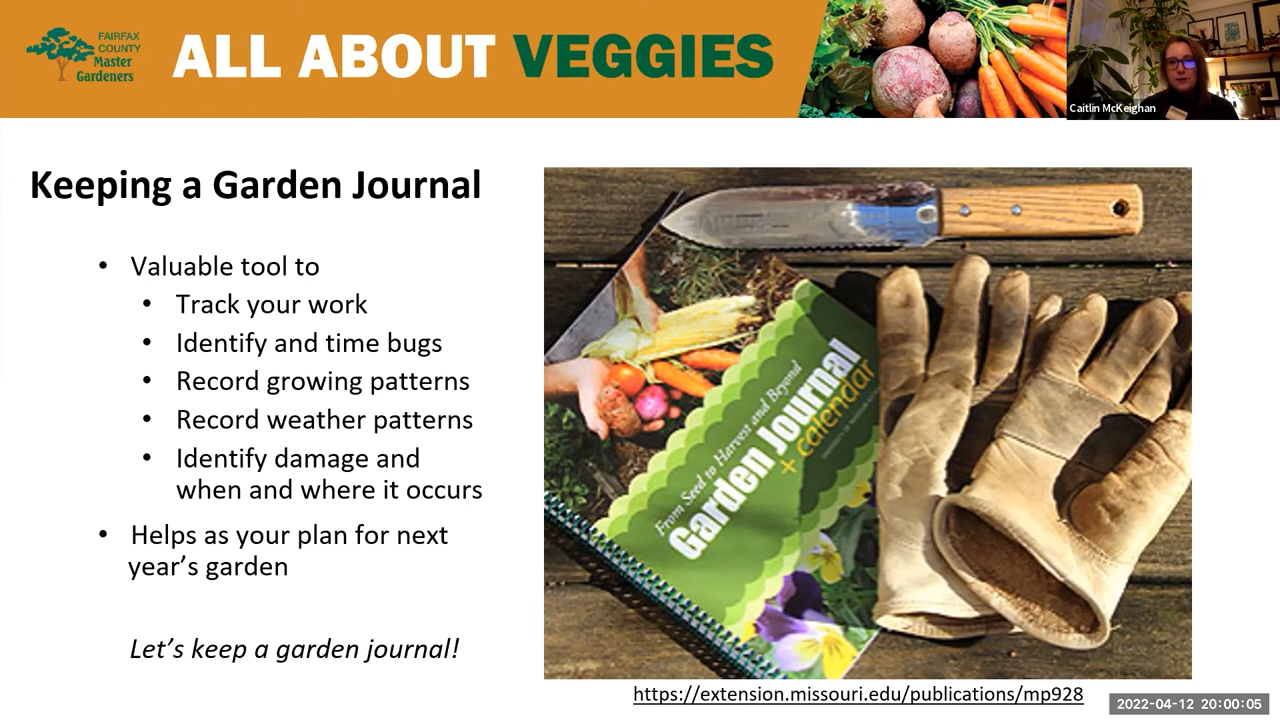 FAIRFAX
COUNTY
Master
Gardeners
ALL ABOUT VEGGIES
Caitlin McKeighan
Keeping a Garden Journal
• Valuable tool to
• Track your work
• Identify and time bugs
• Record growing patterns
• Record weather patterns
• Identify damage and
when and where it occurs
• Helps as your plan for next
year’s garden
Let’s keep a garden journal!
From Seed to Harvest and Beyond
Garden Journal
+ calendar
https://extension.missouri.edu/publications/mp928
2022-04-12 20:00:05